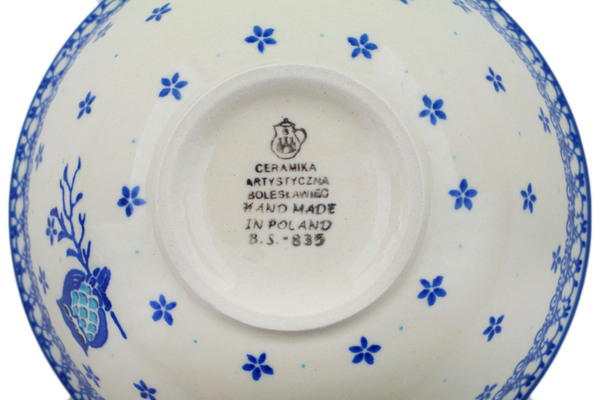 CERAMIKA
ARTYSTYCZNA
BOLESŁAWIEC
HAND MADE
IN POLAND
B.S.-835